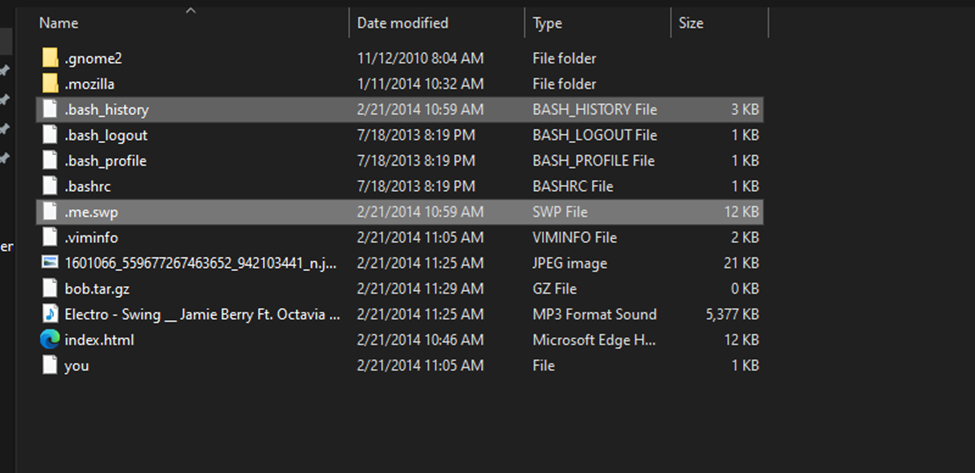 Name Date modified Type Size
.gnome2 11/12/2010 8:04 AM File folder
.mozilla 1/11/2014 10:32 AM File folder
.bash_history 2/21/2014 10:59 AM BASH_HISTORY File 3 KB
.bash_logout 7/18/2013 8:19 PM BASH_LOGOUT File 1 KB
.bash_profile 7/18/2013 8:19 PM BASH_PROFILE File 1 KB
.bashrc 7/18/2013 8:19 PM BASHRC File 1 KB
.me.swp 2/21/2014 10:59 AM SWP File 12 KB
er .viminfo 2/21/2014 11:05 AM VIMINFO File 2 KB
1601066_559677267463652_942103441_n.j... 2/21/2014 11:25 AM JPEG image 21 KB
bob.tar.gz 2/21/2014 11:29 AM GZ File 0 KB
Electro - Swing __ Jamie Berry Ft. Octavia ... 2/21/2014 11:25 AM MP3 Format Sound 5,377 KB
index.html 2/21/2014 10:46 AM Microsoft Edge H... 12 KB
you 2/21/2014 11:05 AM File 1 KB